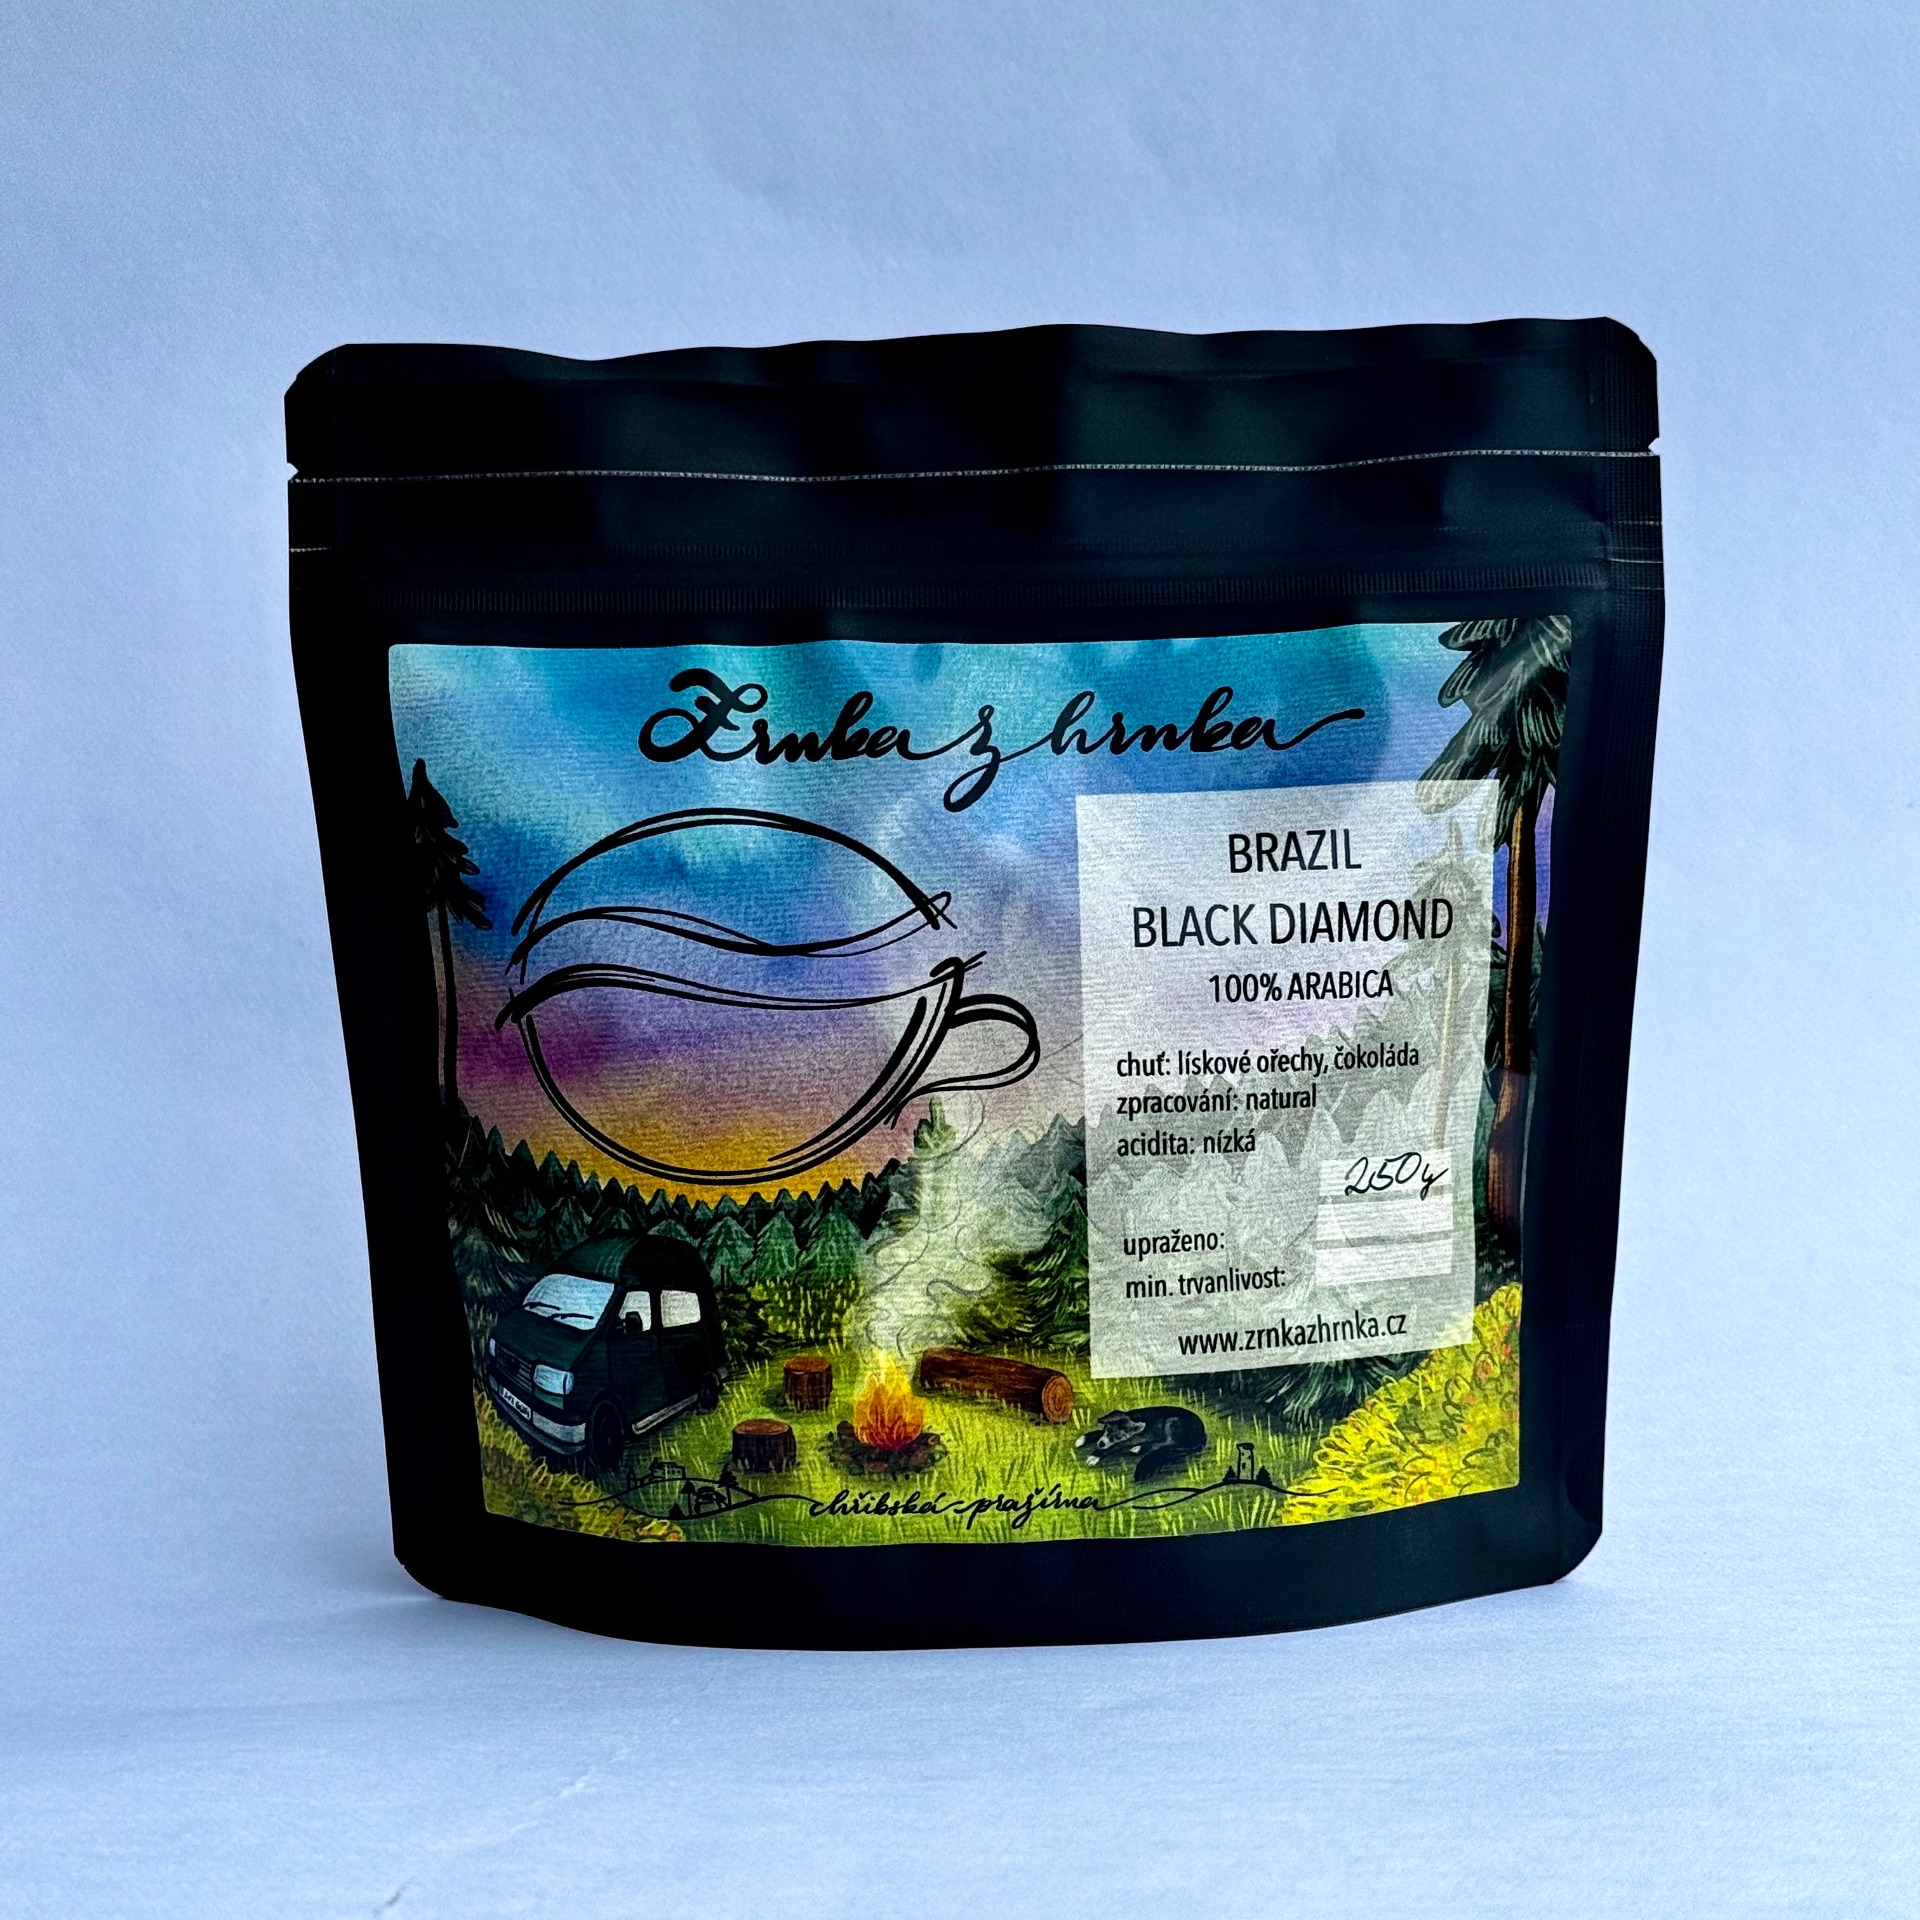 Zrnka z hrnka
BRAZIL
BLACK DIAMOND
100% ARABICA
chuť: lískové ořechy, čokoláda
zpracování: natural
acidita: nízká
250g
upraženo:
min. trvanlivost:
www.zrnkazhrnka.cz
chřibská pražírna